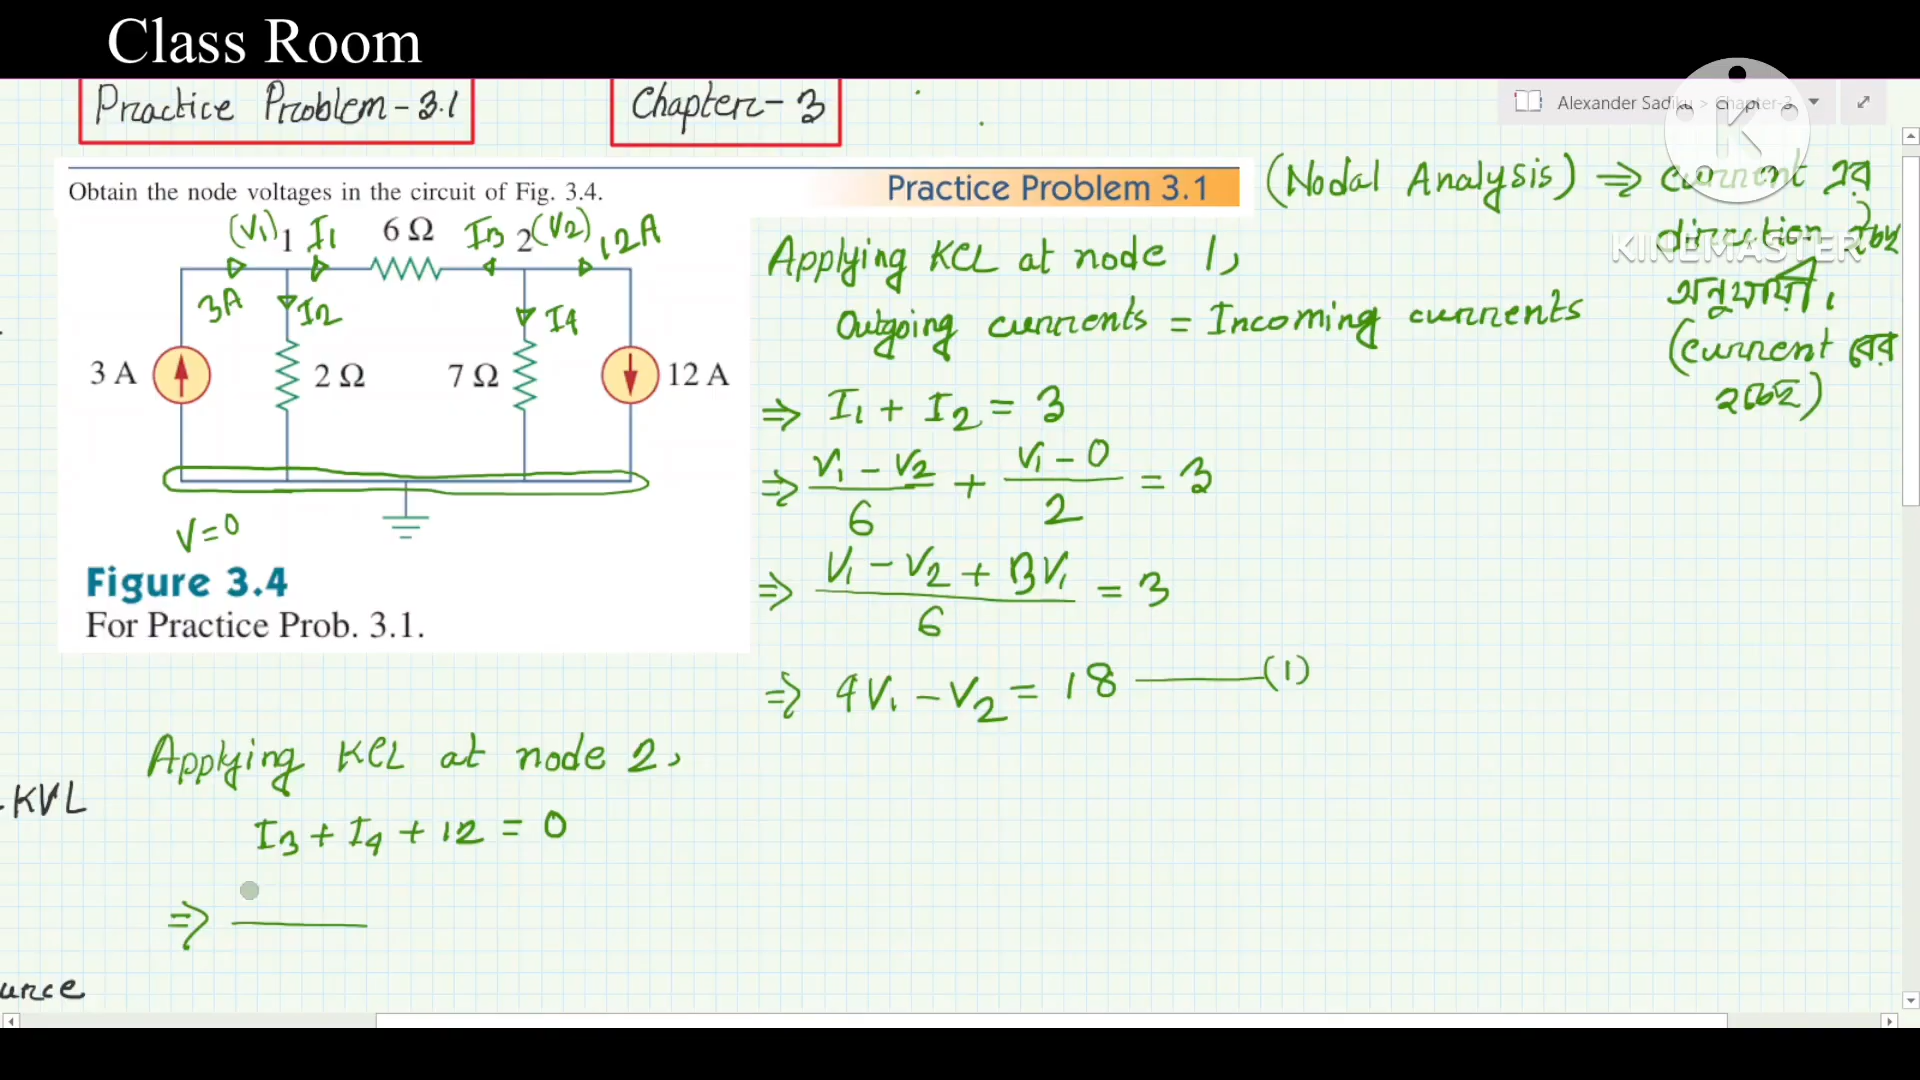 Class Room
Practice Problem - 3.1
Chapter - 3
Alexander Sadiku > Chapter-3
K
KINEMASTER
Obtain the node voltages in the circuit of Fig. 3.4.
Practice Problem 3.1
(Nodal Analysis) ⇒ current এর
direction
অনুযায়ী।
(current বের
হচ্ছে)
(V1) 1 I1 6 Ω I3 2 (V2) 12A
3A I2 I4
3 A 2 Ω 7 Ω 12 A
V=0
Figure 3.4
For Practice Prob. 3.1.
Applying KCL at node 1,
Outgoing currents = Incoming currents
⇒ I1 + I2 = 3
⇒ (V1 - V2)/6 + (V1 - 0)/2 = 3
⇒ (V1 - V2 + 3V1)/6 = 3
⇒ 4V1 - V2 = 18 ———(1)
Applying KCL at node 2,
I3 + I4 + 12 = 0
⇒
- KVL
urce